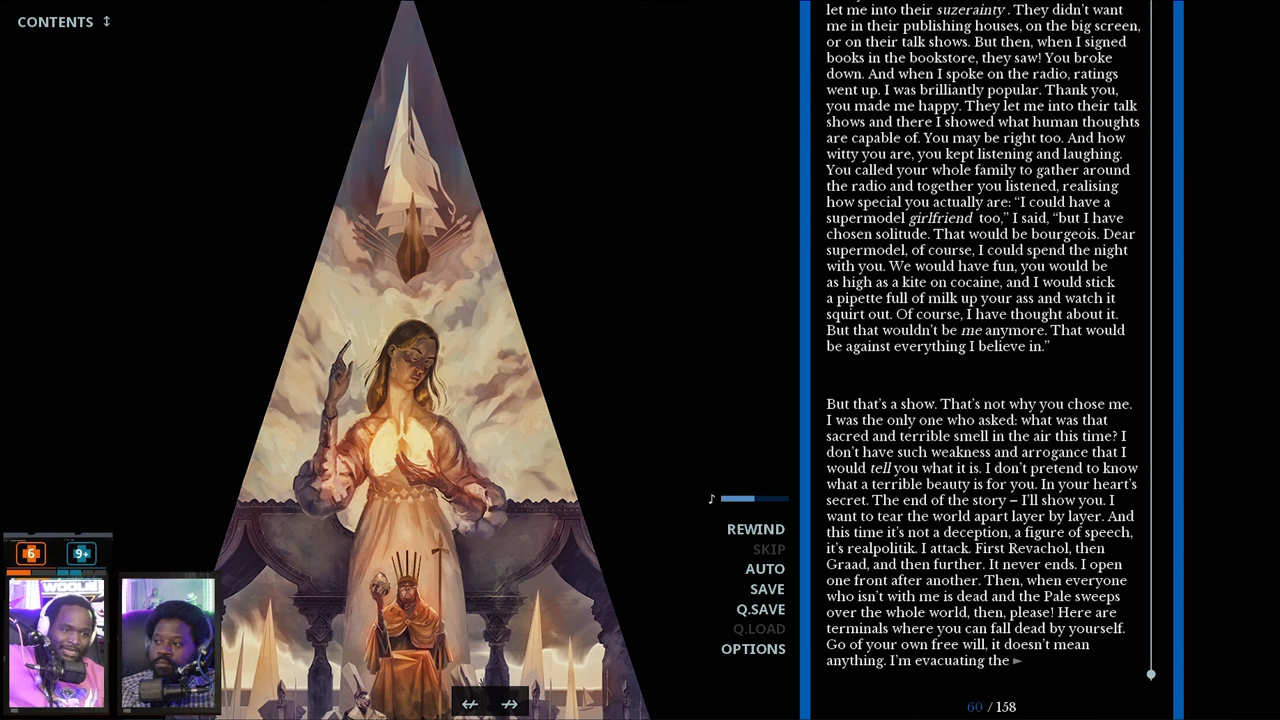 CONTENTS
let me into their suzerainty . They didn't want
me in their publishing houses, on the big screen,
or on their talk shows. But then, when I signed
books in the bookstore, they saw! You broke
down. And when I spoke on the radio, ratings
went up. I was brilliantly popular. Thank you,
you made me happy. They let me into their talk
shows and there I showed what human thoughts
are capable of. You may be right too. And how
witty you are, you kept listening and laughing.
You called your whole family to gather around
the radio and together you listened, realising
how special you actually are: “I could have a
supermodel girlfriend too,” I said, “but I have
chosen solitude. That would be bourgeois. Dear
supermodel, of course, I could spend the night
with you. We would have fun, you would be
as high as a kite on cocaine, and I would stick
a pipette full of milk up your ass and watch it
squirt out. Of course, I have thought about it.
But that wouldn't be me anymore. That would
be against everything I believe in.”
But that's a show. That's not why you chose me.
I was the only one who asked: what was that
sacred and terrible smell in the air this time? I
don't have such weakness and arrogance that I
would tell you what it is. I don't pretend to know
what a terrible beauty is for you. In your heart's
secret. The end of the story – I'll show you. I
want to tear the world apart layer by layer. And
this time it's not a deception, a figure of speech,
it's realpolitik. I attack. First Revachol, then
Graad, and then further. It never ends. I open
one front after another. Then, when everyone
who isn't with me is dead and the Pale sweeps
over the whole world, then, please! Here are
terminals where you can fall dead by yourself.
Go of your own free will, it doesn't mean
anything. I'm evacuating the
60 / 158
REWIND
SKIP
AUTO
SAVE
Q.SAVE
Q.LOAD
OPTIONS
6
9+